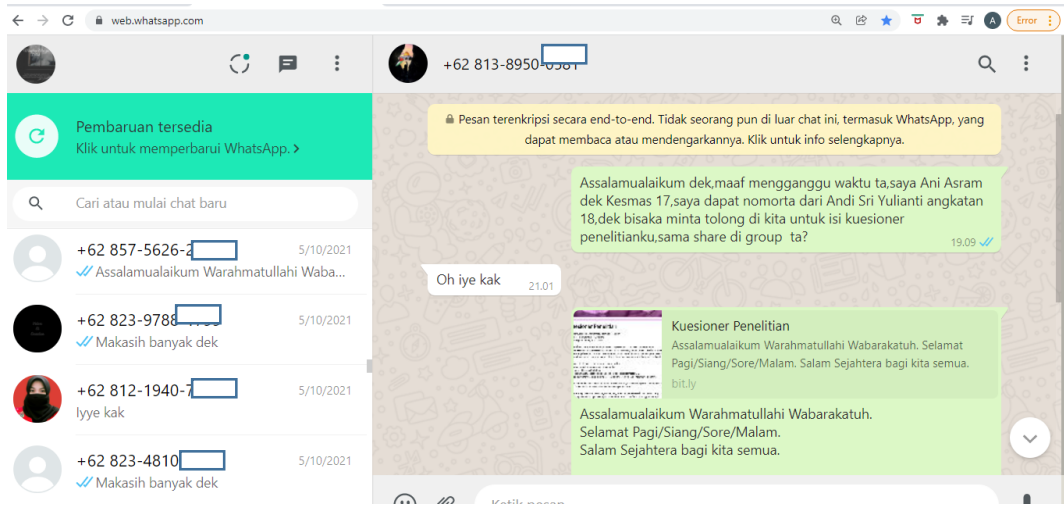 web.whatsapp.com
A
Error
+62 813-8950-
Pembaruan tersedia
Klik untuk memperbarui WhatsApp.
Cari atau mulai chat baru
+62 857-5626-2
5/10/2021
Assalamualaikum Warahmatullahi Waba...
+62 823-9788
5/10/2021
Makasih banyak dek
+62 812-1940-7
5/10/2021
Iyye kak
+62 823-4810
5/10/2021
Makasih banyak dek
Pesan terenkripsi secara end-to-end. Tidak seorang pun di luar chat ini, termasuk WhatsApp, yang
dapat membaca atau mendengarkannya. Klik untuk info selengkapnya.
Assalamualaikum dek,maaf mengganggu waktu ta,saya Ani Asram
dek Kesmas 17,saya dapat nomorta dari Andi Sri Yulianti angkatan
18,dek bisaka minta tolong di kita untuk isi kuesioner
penelitianku,sama share di group  ta?
19.09
Oh iye kak
21.01
Kuesioner Penelitian
Assalamualaikum Warahmatullahi Wabarakatuh. Selamat
Pagi/Siang/Sore/Malam. Salam Sejahtera bagi kita semua.
bit.ly
Assalamualaikum Warahmatullahi Wabarakatuh.
Selamat Pagi/Siang/Sore/Malam.
Salam Sejahtera bagi kita semua.
Ketik pesan